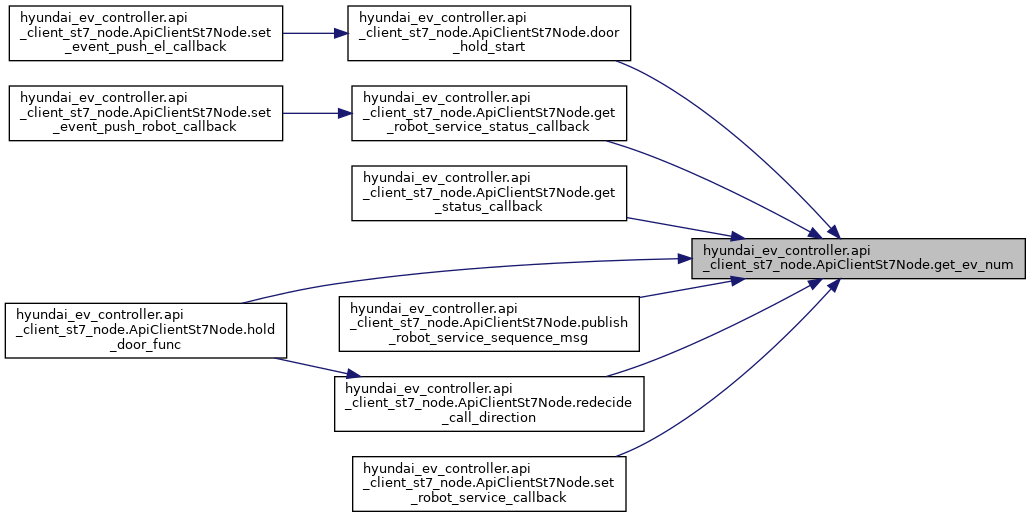 hyundai_ev_controller.api
_client_st7_node.ApiClientSt7Node.set
_event_push_el_callback
hyundai_ev_controller.api
_client_st7_node.ApiClientSt7Node.door
_hold_start
hyundai_ev_controller.api
_client_st7_node.ApiClientSt7Node.set
_event_push_robot_callback
hyundai_ev_controller.api
_client_st7_node.ApiClientSt7Node.get
_robot_service_status_callback
hyundai_ev_controller.api
_client_st7_node.ApiClientSt7Node.get
_status_callback
hyundai_ev_controller.api
_client_st7_node.ApiClientSt7Node.get_ev_num
hyundai_ev_controller.api
_client_st7_node.ApiClientSt7Node.hold
_door_func
hyundai_ev_controller.api
_client_st7_node.ApiClientSt7Node.publish
_robot_service_sequence_msg
hyundai_ev_controller.api
_client_st7_node.ApiClientSt7Node.redecide
_call_direction
hyundai_ev_controller.api
_client_st7_node.ApiClientSt7Node.set
_robot_service_callback